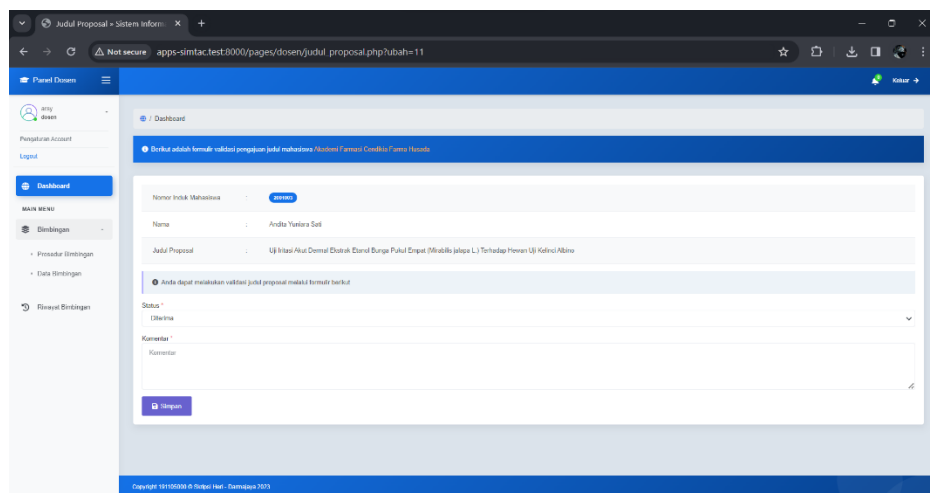 Judul Proposal » Sistem Inform
Not secure apps-simtac.test:8000/pages/dosen/judul_proposal.php?ubah=11
Panel Dosen
Keluar
dosen
Pengaturan Account
Logout
Dashboard
MAIN MENU
Bimbingan
Prosedur Bimbingan
Data Bimbingan
Riwayat Bimbingan
/ Dashboard
Berikut adalah formulir validasi pengajuan judul mahasiswa Akademi Farmasi Cendikia Farma Husada
Nomor Induk Mahasiswa :
Nama : Andita Yuniara Sati
Judul Proposal : Uji Iritasi Akut Dermal Ekstrak Etanol Bunga Pukul Empat (Mirabilis jalapa L.) Terhadap Hewan Uji Kelinci Albino
Anda dapat melakukan validasi judul proposal melalui formulir berikut
Status *
Diterima
Komentar *
Komentar
Simpan
Copyright 191105000 © Skripsi Heri - Darmajaya 2023